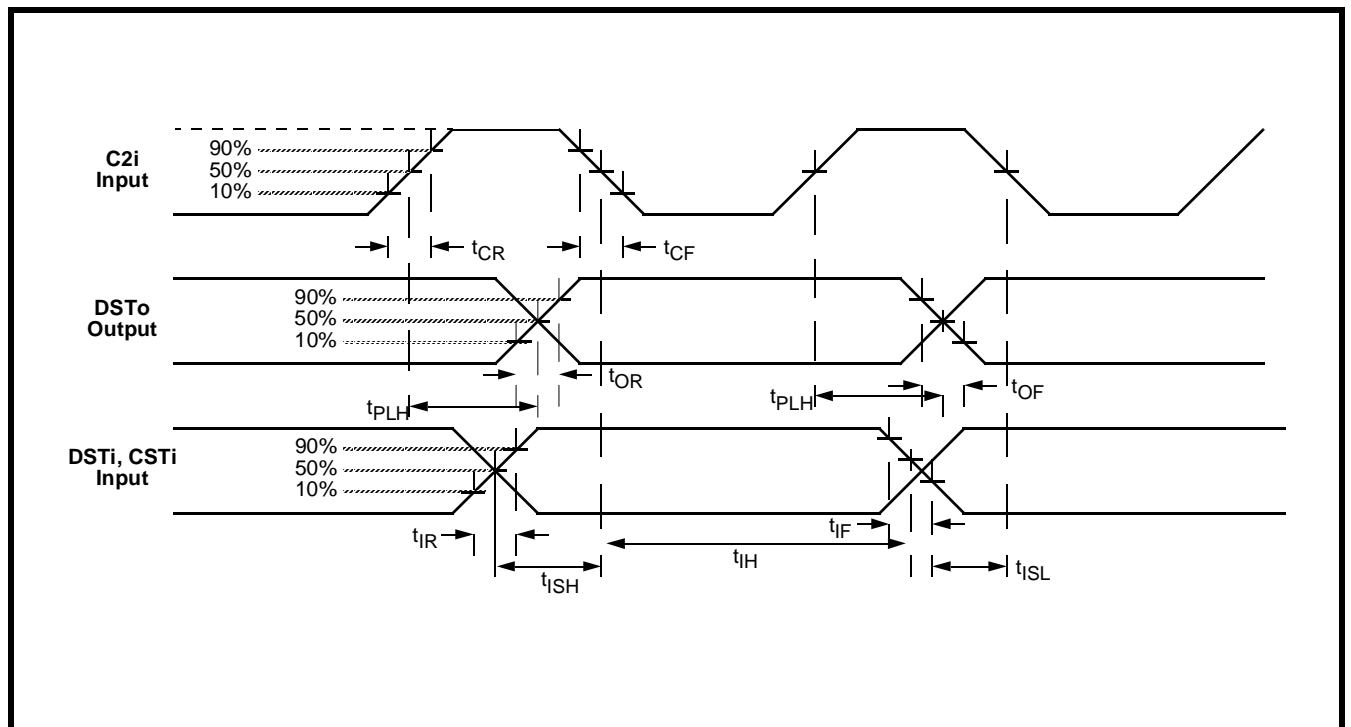 C2i
Input
90%
50%
10%
tCR
tCF
DSTo
Output
90%
50%
10%
tOR
tOF
tPLH
tPLH
DSTi, CSTi
Input
90%
50%
10%
tIR
tISH
tIH
tIF
tISL